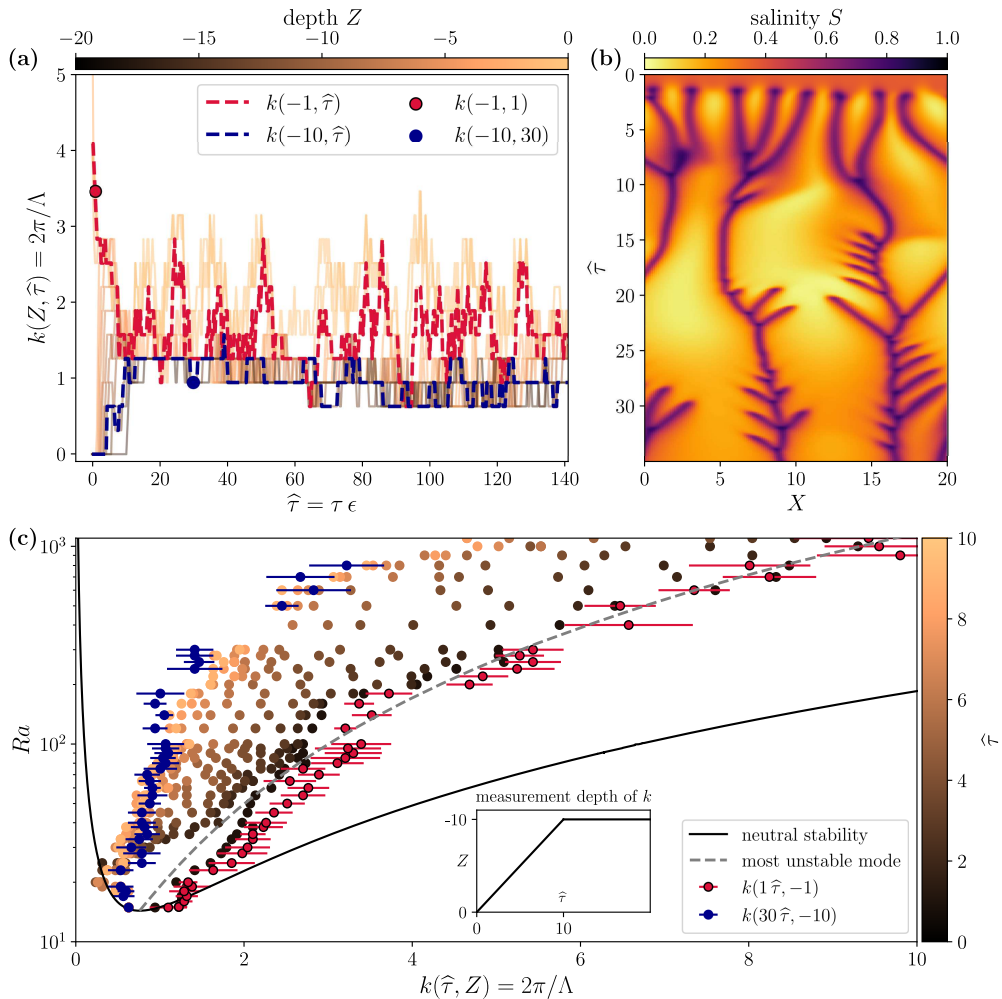 (a)
depth Z
−20 −15 −10 −5 0
k(Z, τ̂) = 2π/Λ
5
4
3
2
1
0
k(−1, τ̂)
k(−10, τ̂)
k(−1, 1)
k(−10, 30)
0 20 40 60 80 100 120 140
τ̂ = τ ϵ
(b)
salinity S
0.0 0.2 0.4 0.6 0.8 1.0
τ̂
0
5
10
15
20
25
30
0 5 10 15 20
X
(c)
Ra
10³
10²
10¹
0 2 4 6 8 10
k(τ̂, Z) = 2π/Λ
measurement depth of k
-10
Z
0
τ̂
0 10
neutral stability
most unstable mode
k(1 τ̂, −1)
k(30 τ̂, −10)
10
8
6
4
2
0
τ̂